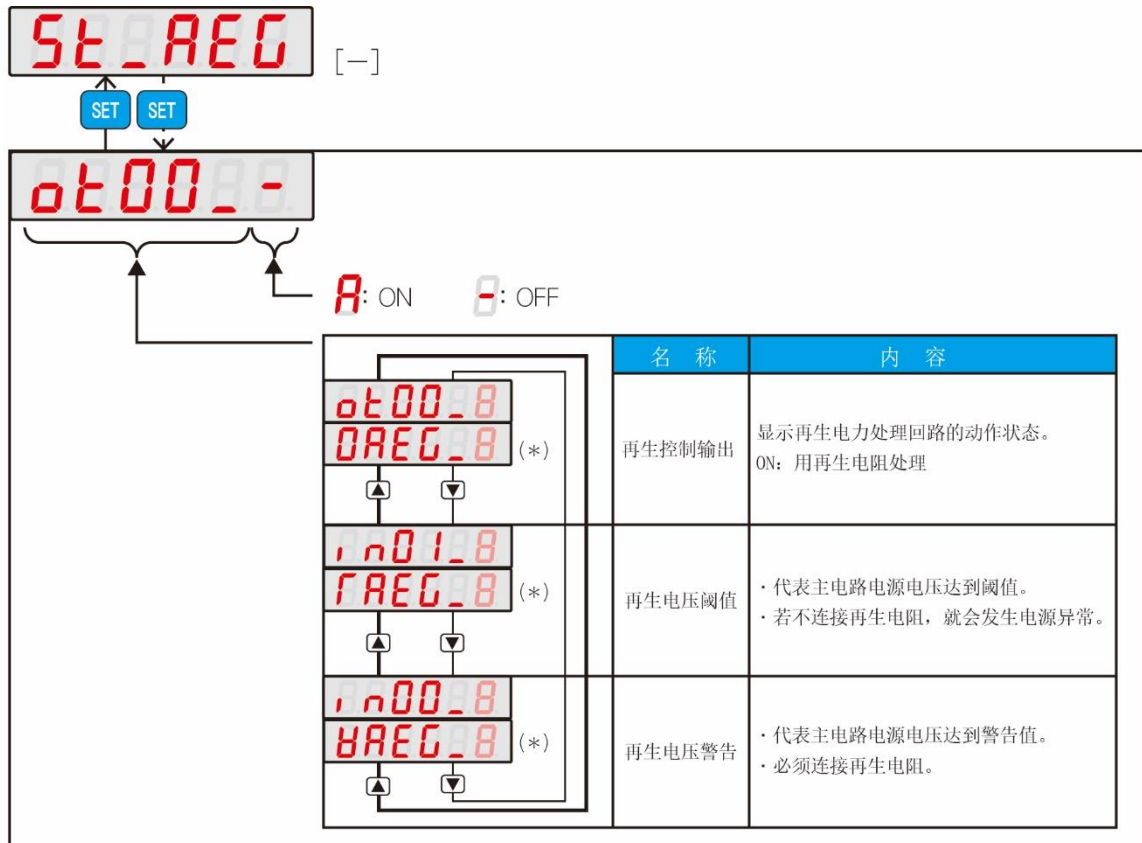 St_AEG [—]
SET SET
ot00_-
A: ON -: OFF
名 称 内 容
ot00_8
OAEG_8 (*)
再生控制输出
显示再生电力处理回路的动作状态。
ON: 用再生电阻处理
in01_8
ГAEG_8 (*)
再生电压阈值
·代表主电路电源电压达到阈值。
·若不连接再生电阻，就会发生电源异常。
in00_8
AEG_8 (*)
再生电压警告
·代表主电路电源电压达到警告值。
·必须连接再生电阻。